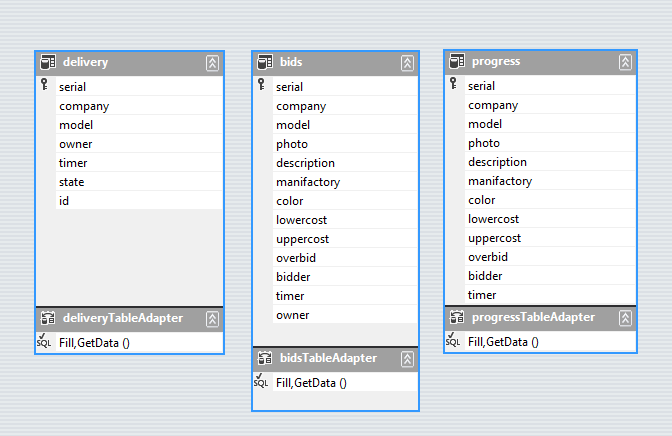 delivery
serial
company
model
owner
timer
state
id
deliveryTableAdapter
SQL Fill,GetData ()
bids
serial
company
model
photo
description
manifactory
color
lowercost
uppercost
overbid
bidder
timer
owner
bidsTableAdapter
SQL Fill,GetData ()
progress
serial
company
model
photo
description
manifactory
color
lowercost
uppercost
overbid
bidder
timer
progressTableAdapter
SQL Fill,GetData ()